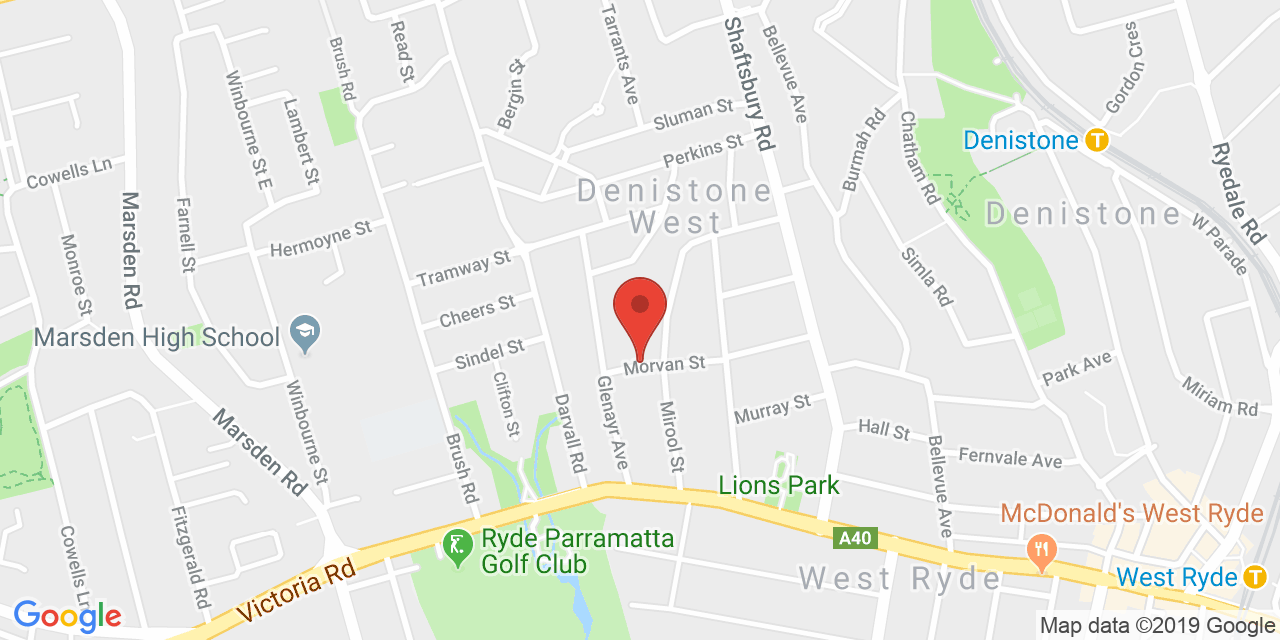 Tarrants Ave
Shaftsbury Rd
Bellevue Ave
Gordon Cres
Read St
Brush Rd
Winbourne St E
Lambert St
Bergin St
Sluman St
Perkins St
Burmah Rd
Chatham Rd
Denistone
T
Ryedale Rd
Cowells Ln
Marsden Rd
Farnell St
Hermoyne St
Denistone
West
Denistone
W Parade
Monroe St
Tramway St
Simla Rd
Cheers St
Marsden High School
Sindel St
Morvan St
Park Ave
Miriam Rd
Winbourne St
Clifton St
Darvall Rd
Glenayr Ave
Mirool St
Murray St
Hall St
Bellevue Ave
Fernvale Ave
Marsden Rd
Brush Rd
Lions Park
McDonald's West Ryde
Fitzgerald Rd
Cowells Ln
Ryde Parramatta
Golf Club
A40
West Ryde
West Ryde
T
Victoria Rd
Google
Map data ©2019 Google